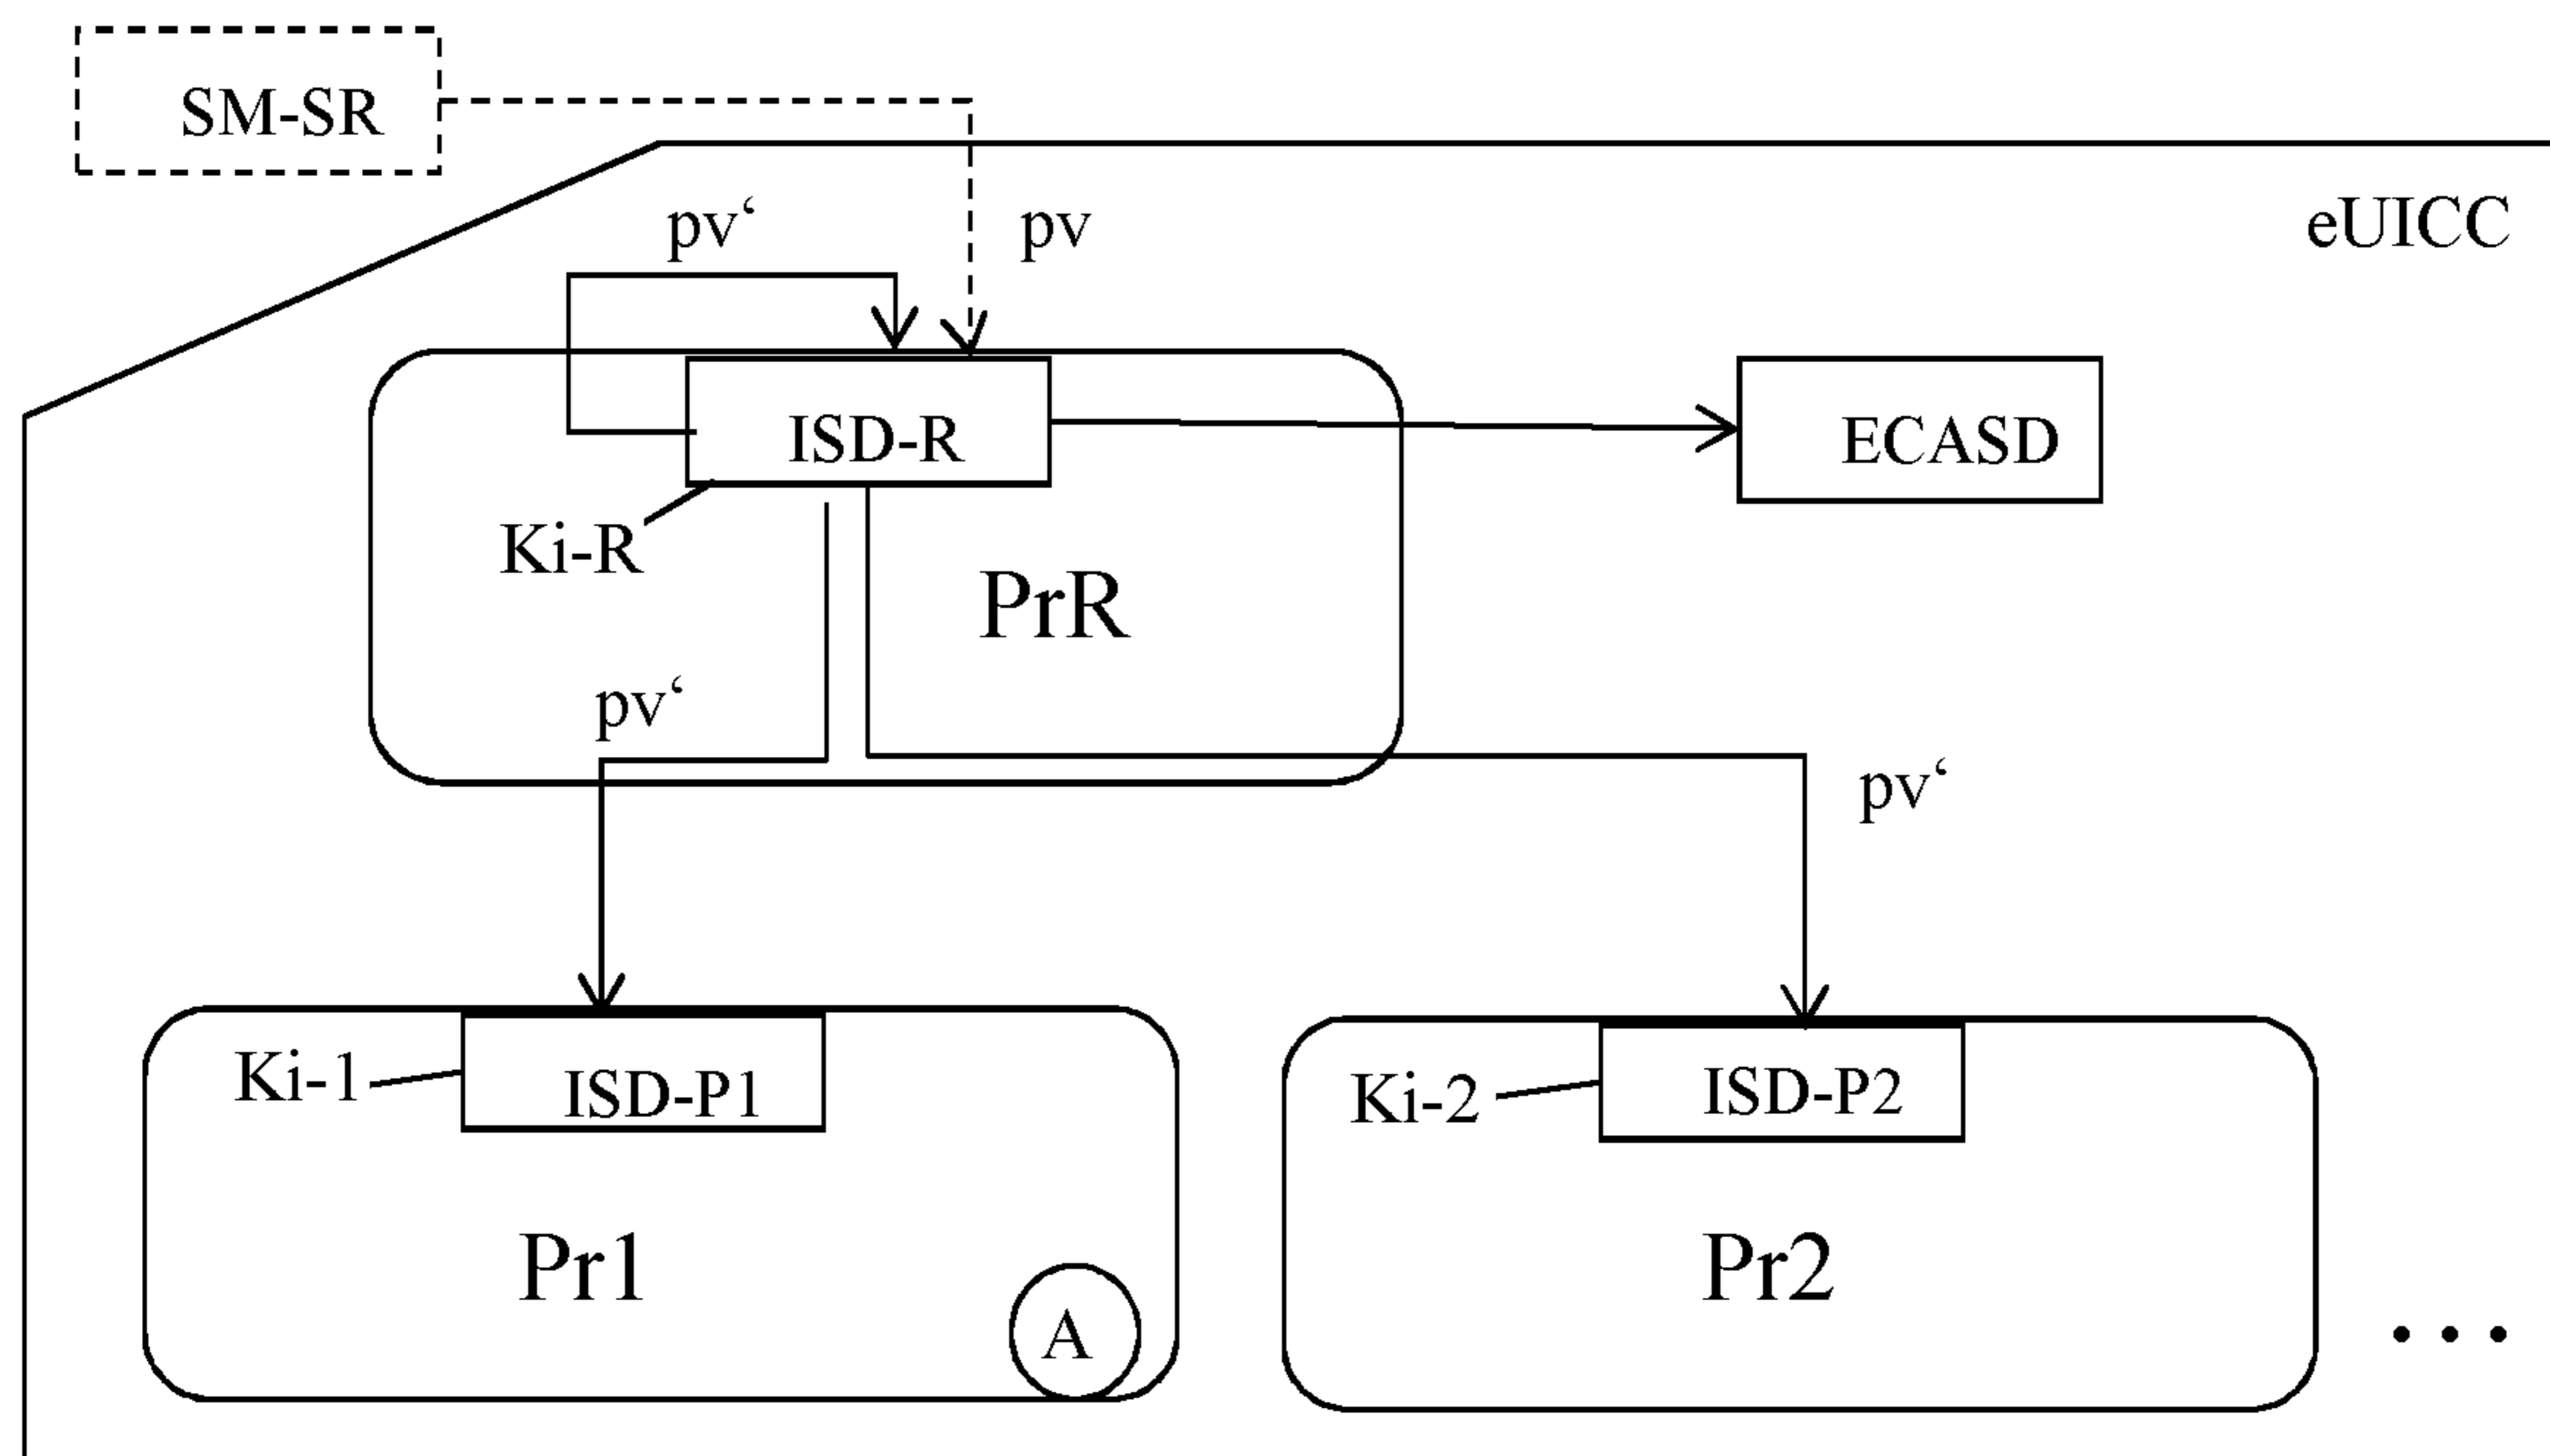 SM-SR
pv‘
pv
eUICC
ISD-R
ECASD
Ki-R
PrR
pv‘
pv‘
Ki-1
ISD-P1
Ki-2
ISD-P2
Pr1
A
Pr2
...